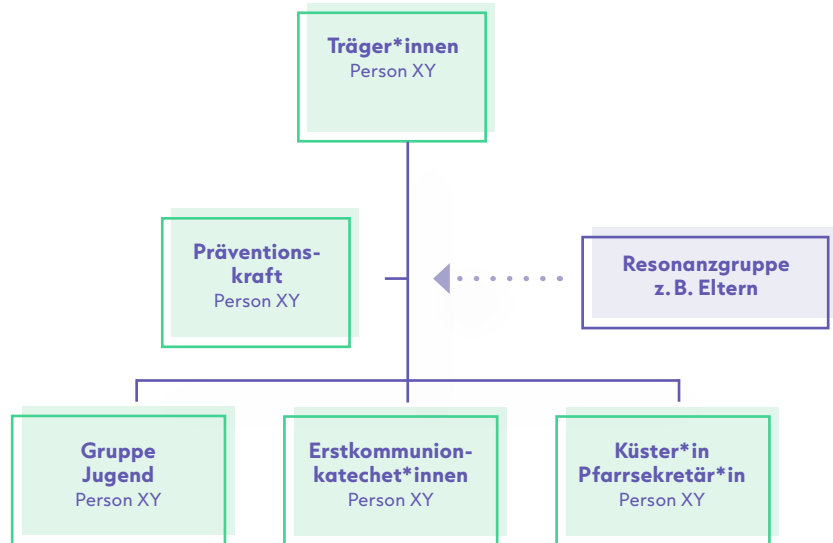 Träger*innen
Person XY
Präventions-
kraft
Person XY
Resonanzgruppe
z. B. Eltern
Gruppe
Jugend
Person XY
Erstkommunion-
katechet*innen
Person XY
Küster*in
Pfarrsekretär*in
Person XY